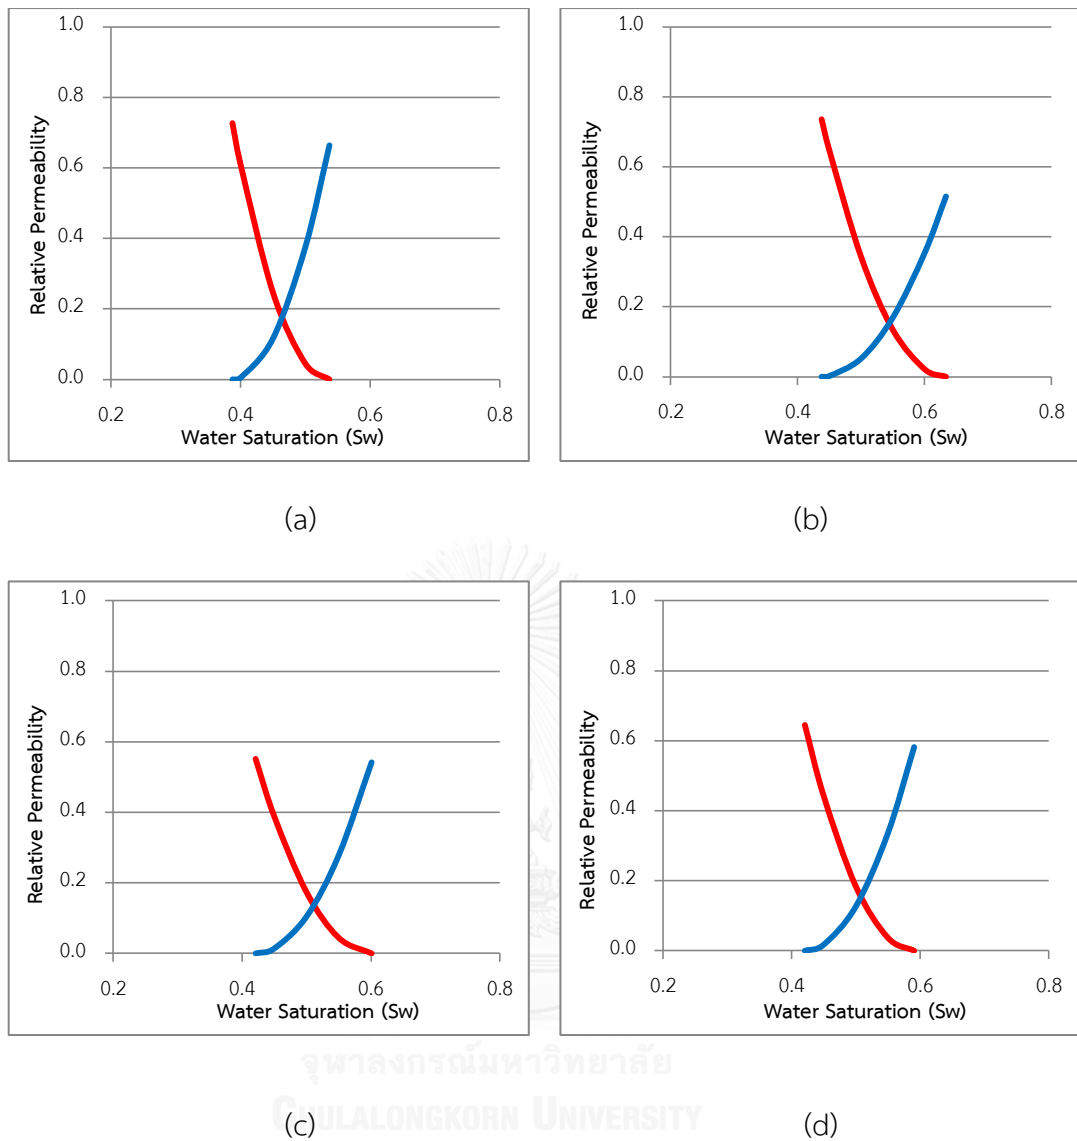 1.0
0.8
0.6
0.4
0.2
0.0
0.2 0.4 0.6 0.8
Relative Permeability
Water Saturation (Sw)
(a)
1.0
0.8
0.6
0.4
0.2
0.0
0.2 0.4 0.6 0.8
Relative Permeability
Water Saturation (Sw)
(b)
1.0
0.8
0.6
0.4
0.2
0.0
0.2 0.4 0.6 0.8
Relative Permeability
Water Saturation (Sw)
(c)
1.0
0.8
0.6
0.4
0.2
0.0
0.2 0.4 0.6 0.8
Relative Permeability
Water Saturation (Sw)
(d)
จุฬาลงกรณ์มหาวิทยาลัย
CHULALONGKORN UNIVERSITY